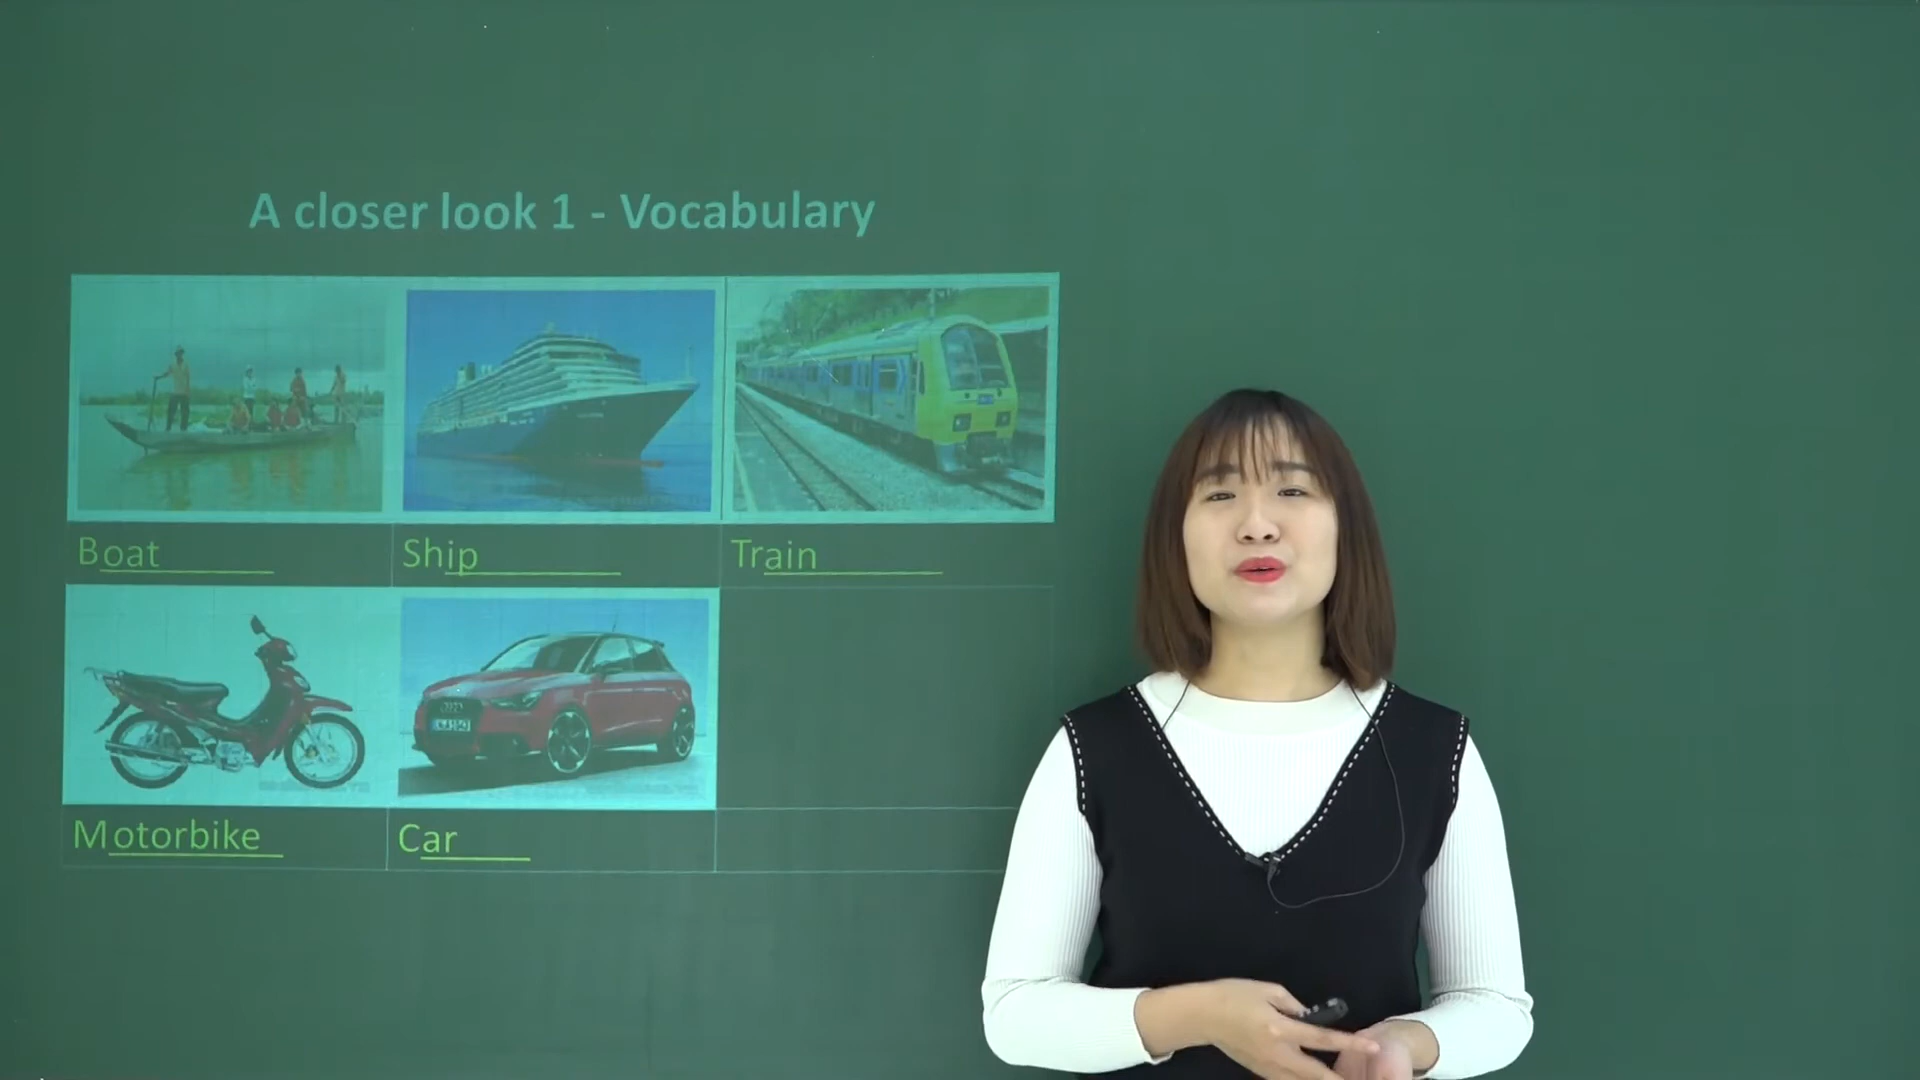 A closer look 1 - Vocabulary
Boat
Ship
Train
Motorbike
Car